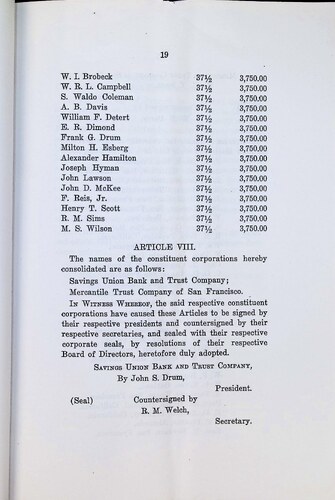 19
W. I. Brobeck 37½ 3,750.00
W. R. L. Campbell 37½ 3,750.00
S. Waldo Coleman 37½ 3,750.00
A. B. Davis 37½ 3,750.00
William F. Detert 37½ 3,750.00
E. R. Dimond 37½ 3,750.00
Frank G. Drum 37½ 3,750.00
Milton H. Esberg 37½ 3,750.00
Alexander Hamilton 37½ 3,750.00
Joseph Hyman 37½ 3,750.00
John Lawson 37½ 3,750.00
John D. McKee 37½ 3,750.00
F. Reis, Jr. 37½ 3,750.00
Henry T. Scott 37½ 3,750.00
R. M. Sims 37½ 3,750.00
M. S. Wilson 37½ 3,750.00
ARTICLE VIII.
The names of the constituent corporations hereby
consolidated are as follows:
Savings Union Bank and Trust Company;
Mercantile Trust Company of San Francisco.
In Witness Whereof, the said respective constituent
corporations have caused these Articles to be signed by
their respective presidents and countersigned by their
respective secretaries, and sealed with their respective
corporate seals, by resolutions of their respective
Board of Directors, heretofore duly adopted.
Savings Union Bank and Trust Company,
By John S. Drum,
President.
(Seal) Countersigned by
R. M. Welch,
Secretary.